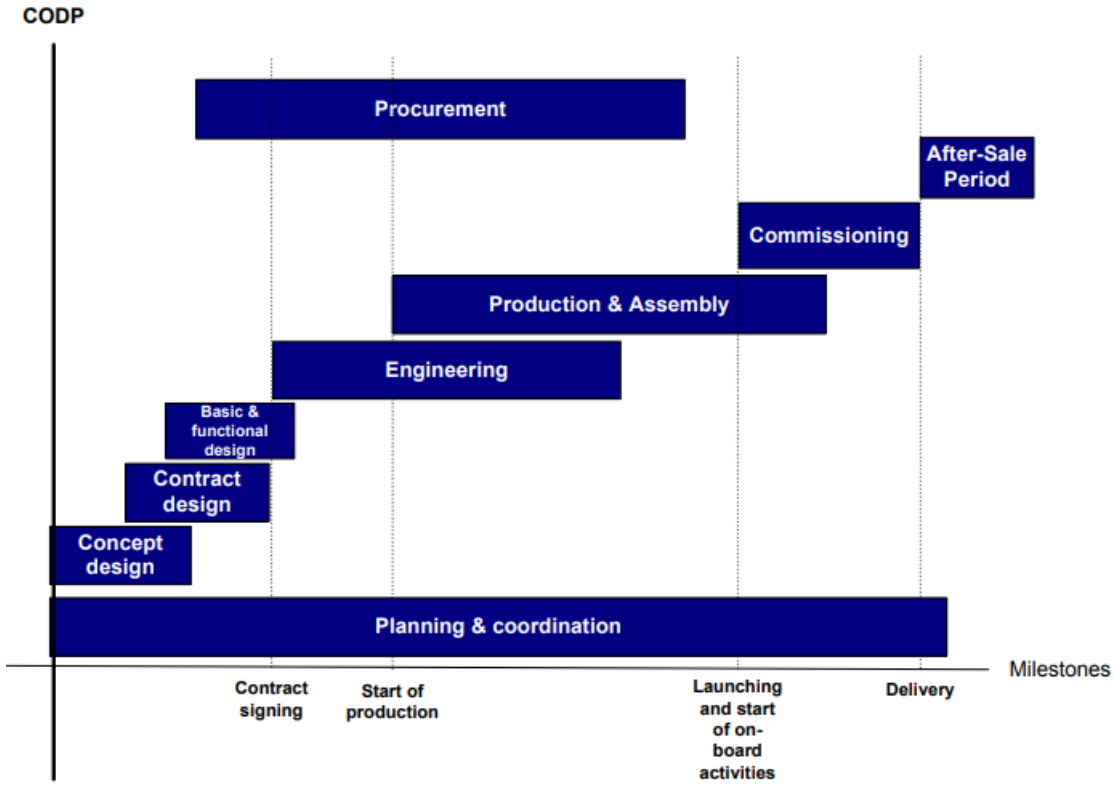 CODP
Procurement
After-Sale
Period
Commissioning
Production & Assembly
Engineering
Basic &
functional
design
Contract
design
Concept
design
Planning & coordination
Milestones
Contract
signing
Start of
production
Launching
and start
of on-
board
activities
Delivery